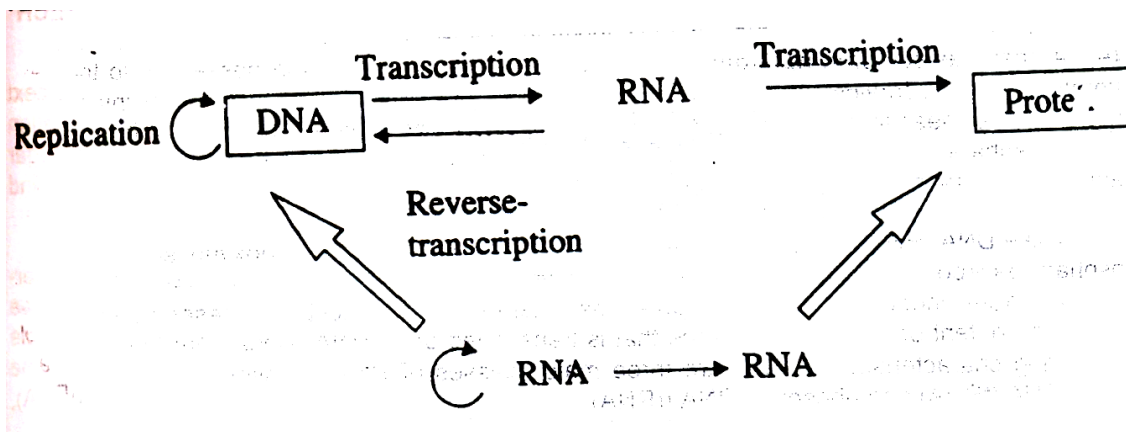 Transcription
Transcription
RNA
DNA
Prote
Replication
Reverse-
transcription
RNA
RNA